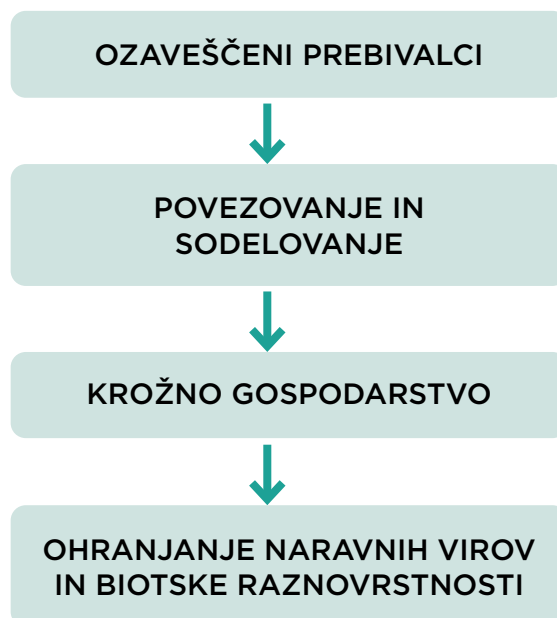 OZAVEŠČENI PREBIVALCI
POVEZOVANJE IN
SODELOVANJE
KROŽNO GOSPODARSTVO
OHRANJANJE NARAVNIH VIROV
IN BIOTSKE RAZNOVRSTNOSTI